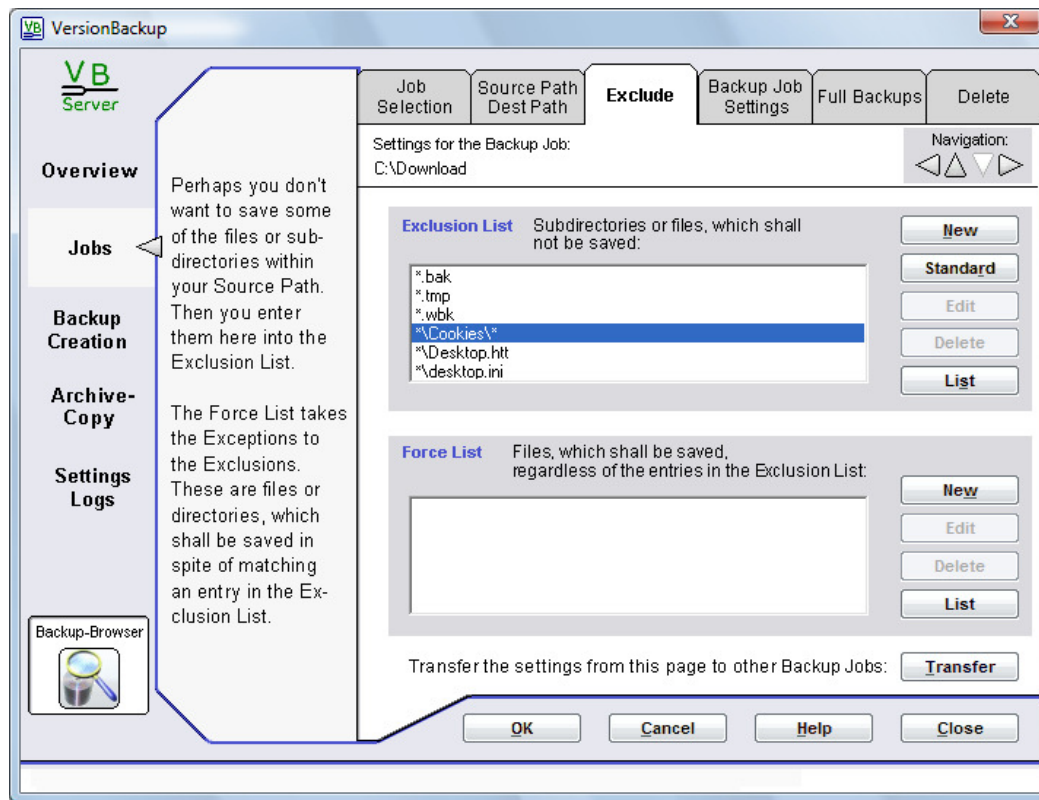 VB VersionBackup
X
V B
Server
Overview
Jobs
Backup
Creation
Archive-
Copy
Settings
Logs
Backup-Browser
Perhaps you don't
want to save some
of the files or sub-
directories within
your Source Path.
Then you enter
them here into the
Exclusion List.
The Force List takes
the Exceptions to
the Exclusions.
These are files or
directories, which
shall be saved in
spite of matching
an entry in the Ex-
clusion List.
Job
Selection
Source Path
Dest Path
Exclude
Backup Job
Settings
Full Backups
Delete
Settings for the Backup Job:
C:\Download
Navigation:
Exclusion List Subdirectories or files, which shall
not be saved:
*.bak
*.tmp
*.wbk
*\Cookies\*
*\Desktop.htt
*\desktop.ini
New
Standard
Edit
Delete
List
Force List Files, which shall be saved,
regardless of the entries in the Exclusion List:
New
Edit
Delete
List
Transfer the settings from this page to other Backup Jobs: Transfer
OK Cancel Help Close